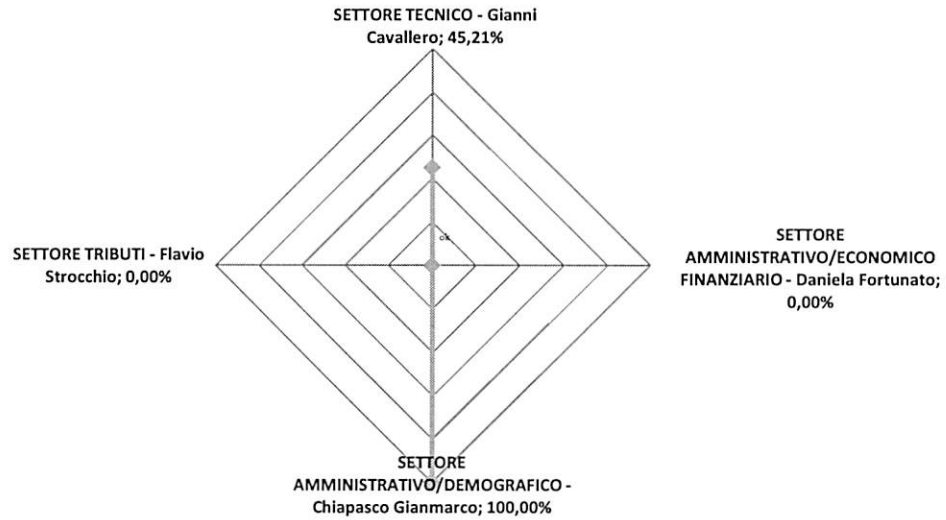 SETTORE TECNICO - Gianni
Cavallero; 45,21%
SETTORE TRIBUTI - Flavio
Strocchio; 0,00%
SETTORE
AMMINISTRATIVO/ECONOMICO
FINANZIARIO - Daniela Fortunato;
0,00%
SETTORE
AMMINISTRATIVO/DEMOGRAFICO -
Chiapasco Gianmarco; 100,00%